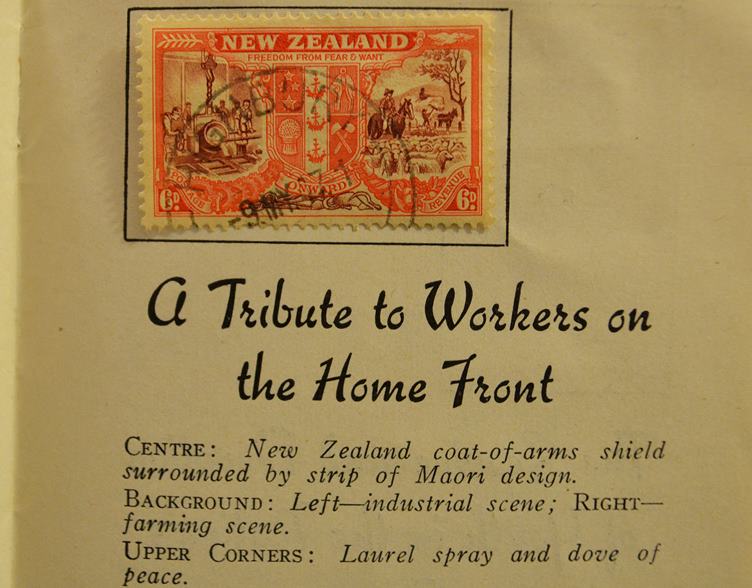 NEW ZEALAND
FREEDOM FROM FEAR & WANT
ONWARD
POSTAGE
REVENUE
6D
6D
A Tribute to Workers on
the Home Front
CENTRE: New Zealand coat-of-arms shield
surrounded by strip of Maori design.
BACKGROUND: Left—industrial scene; RIGHT—
farming scene.
UPPER CORNERS: Laurel spray and dove of
peace.